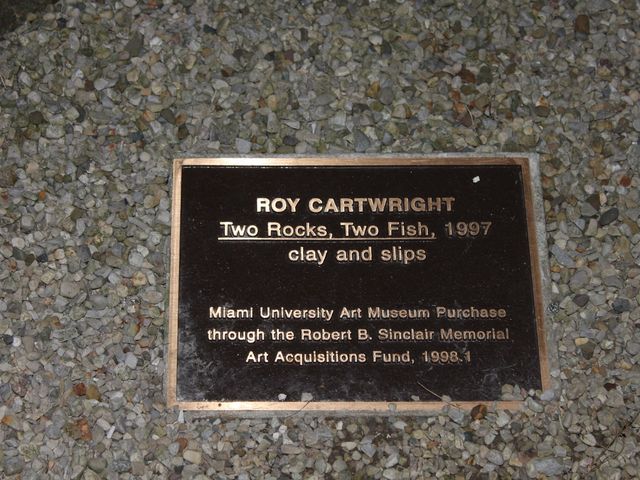 ROY CARTWRIGHT
Two Rocks, Two Fish, 1997
clay and slips
Miami University Art Museum Purchase
through the Robert B. Sinclair Memorial
Art Acquisitions Fund, 1998.1